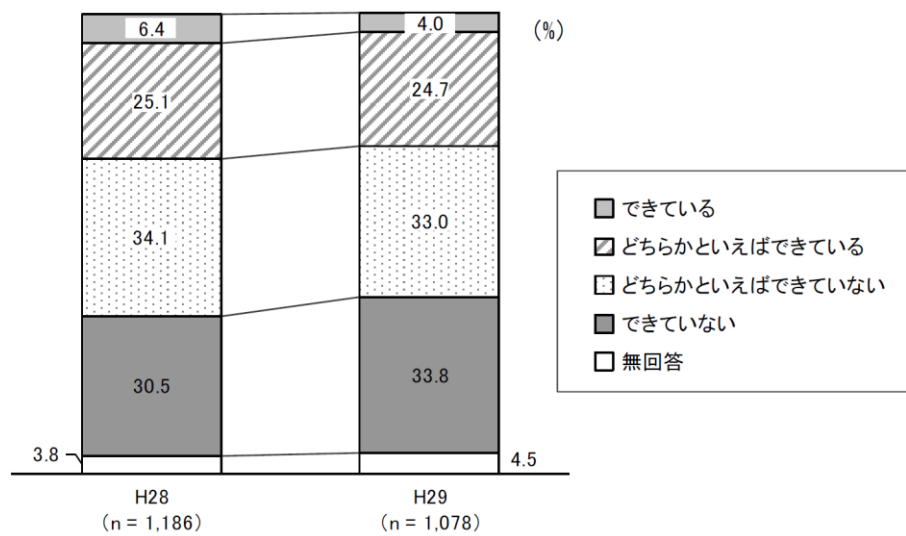 6.4
4.0
(%)
25.1
24.7
34.1
33.0
30.5
33.8
3.8
4.5
H28
(n = 1,186)
H29
(n = 1,078)
できている
どちらかといえばできている
どちらかといえばできていない
できていない
無回答